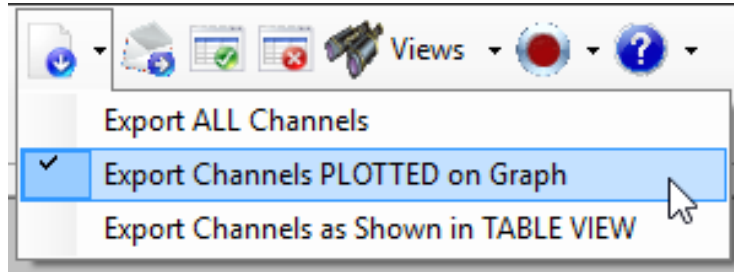 Views
Export ALL Channels
Export Channels PLOTTED on Graph
Export Channels as Shown in TABLE VIEW